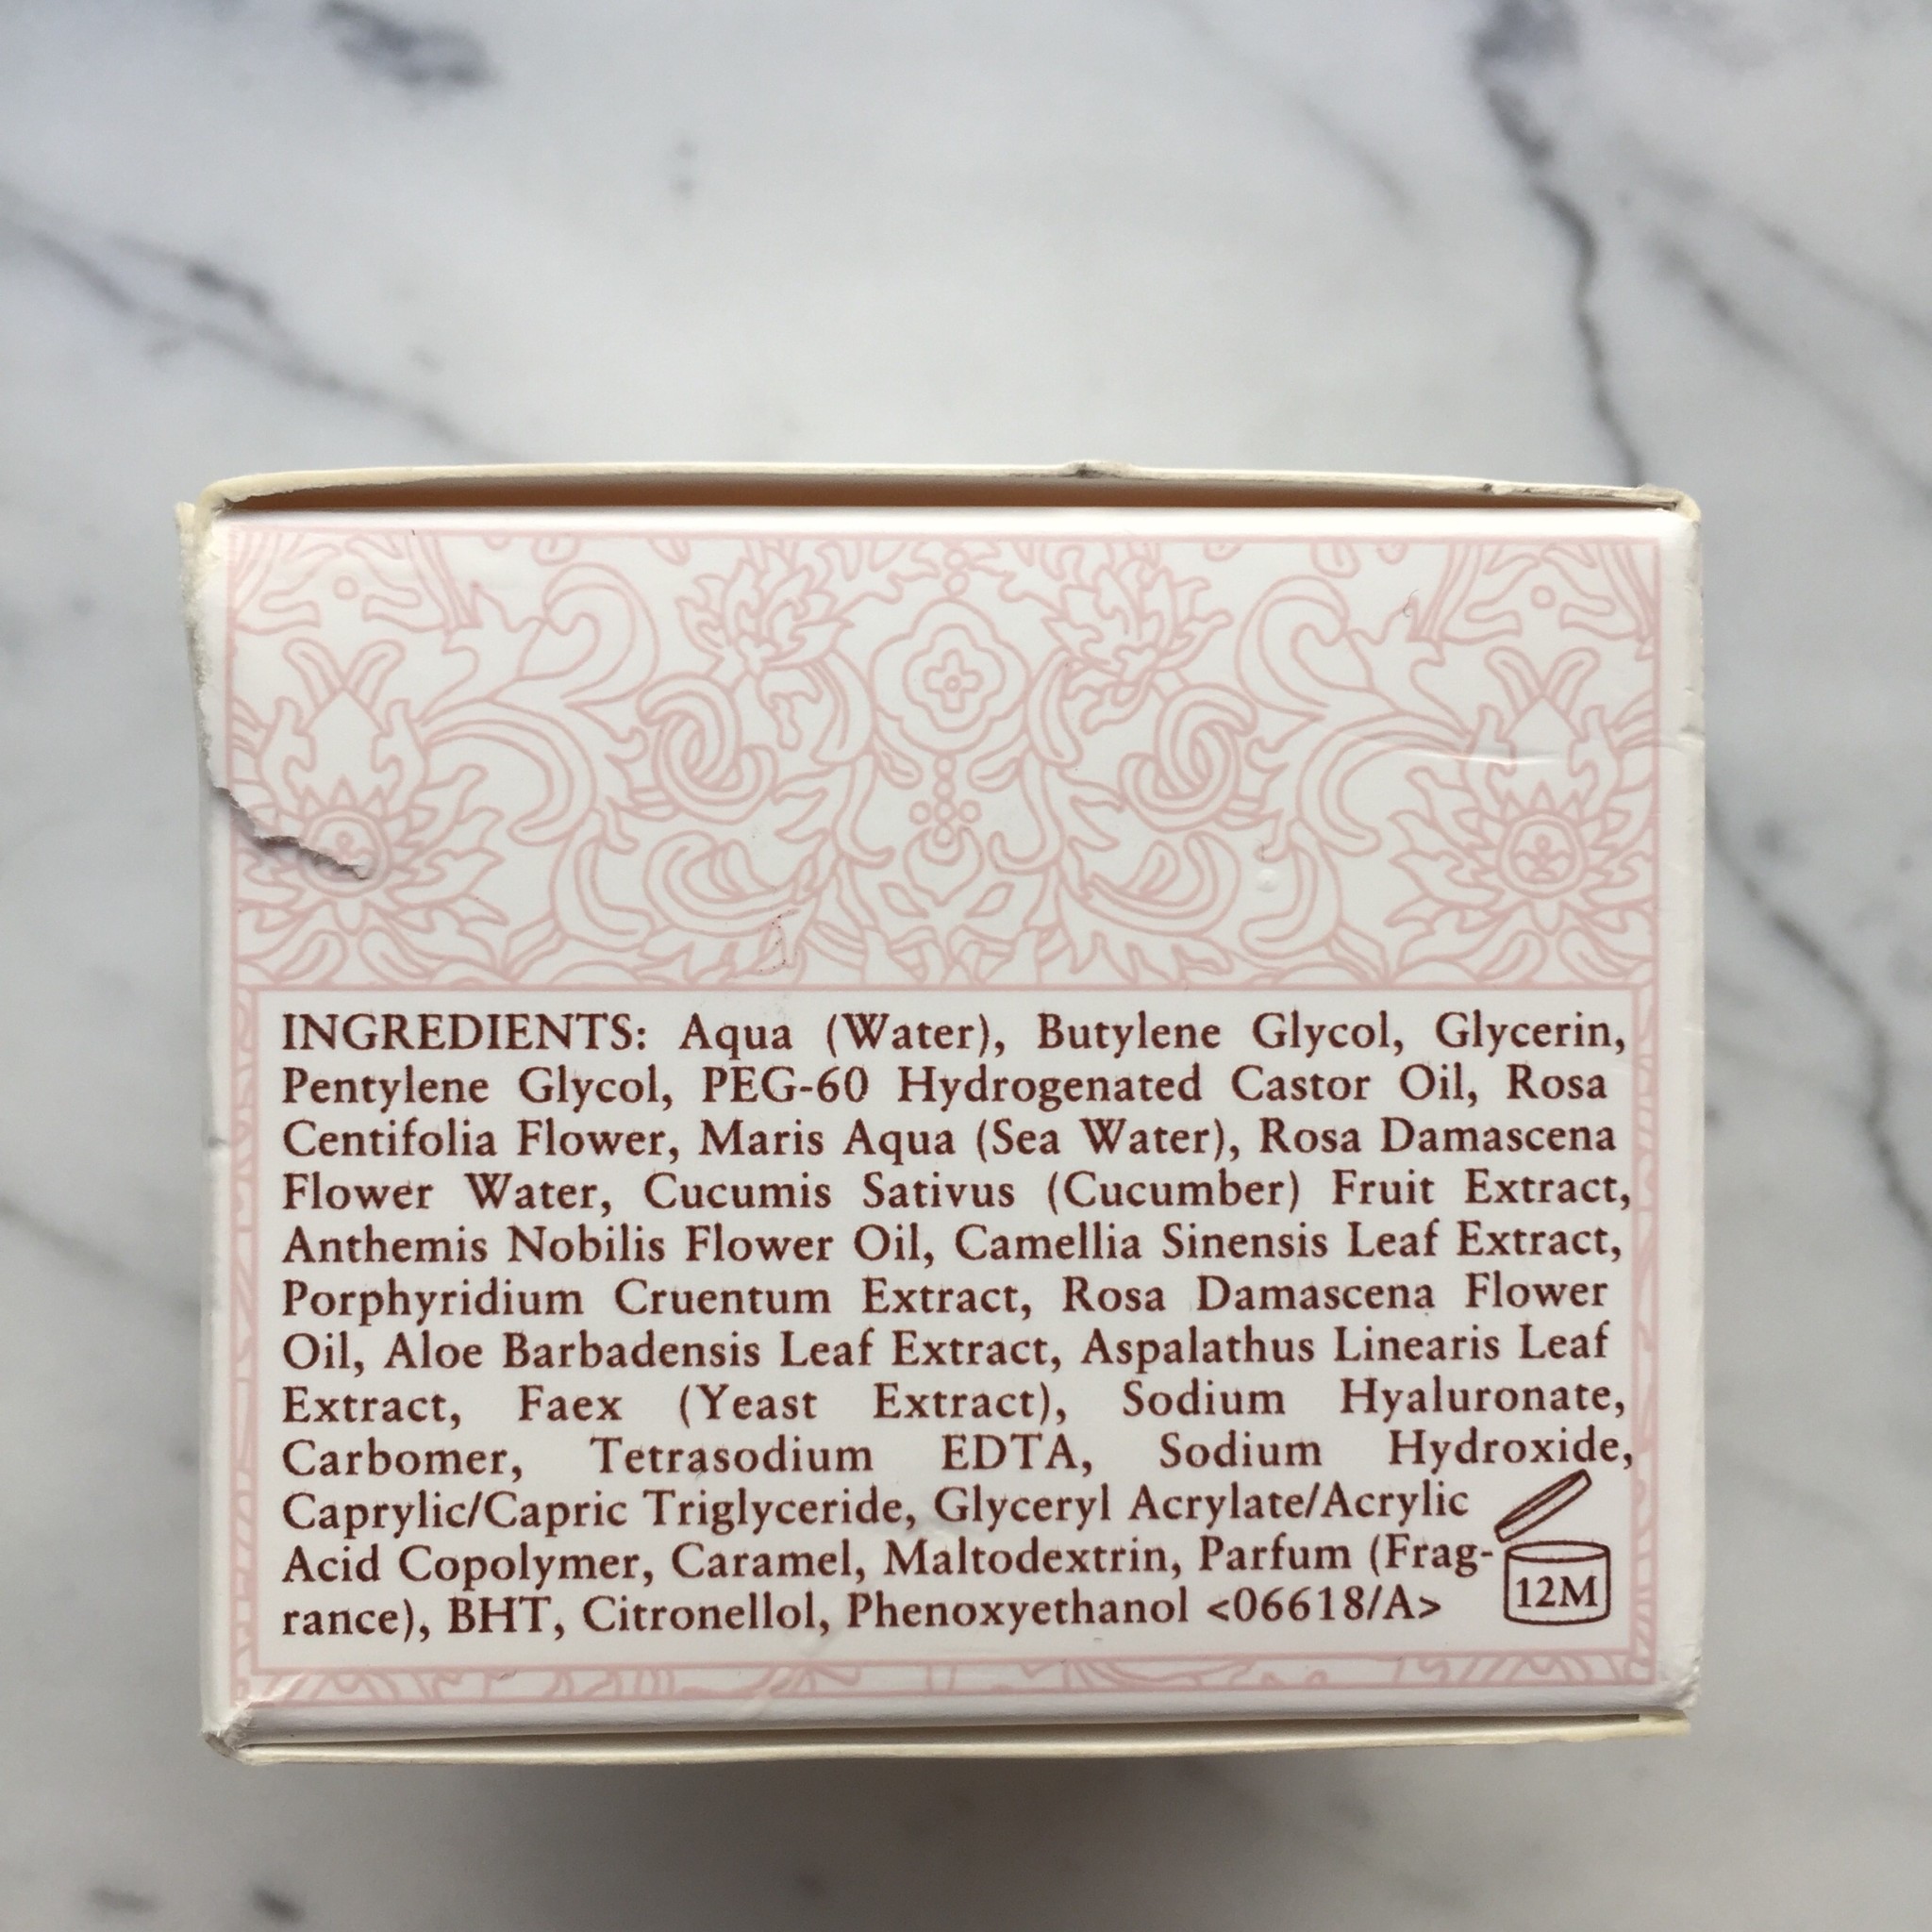 INGREDIENTS: Aqua (Water), Butylene Glycol, Glycerin,
Pentylene Glycol, PEG-60 Hydrogenated Castor Oil, Rosa
Centifolia Flower, Maris Aqua (Sea Water), Rosa Damascena
Flower Water, Cucumis Sativus (Cucumber) Fruit Extract,
Anthemis Nobilis Flower Oil, Camellia Sinensis Leaf Extract,
Porphyridium Cruentum Extract, Rosa Damascena Flower
Oil, Aloe Barbadensis Leaf Extract, Aspalathus Linearis Leaf
Extract, Faex (Yeast Extract), Sodium Hyaluronate,
Carbomer, Tetrasodium EDTA, Sodium Hydroxide,
Caprylic/Capric Triglyceride, Glyceryl Acrylate/Acrylic
Acid Copolymer, Caramel, Maltodextrin, Parfum (Frag-
rance), BHT, Citronellol, Phenoxyethanol <06618/A>
12M